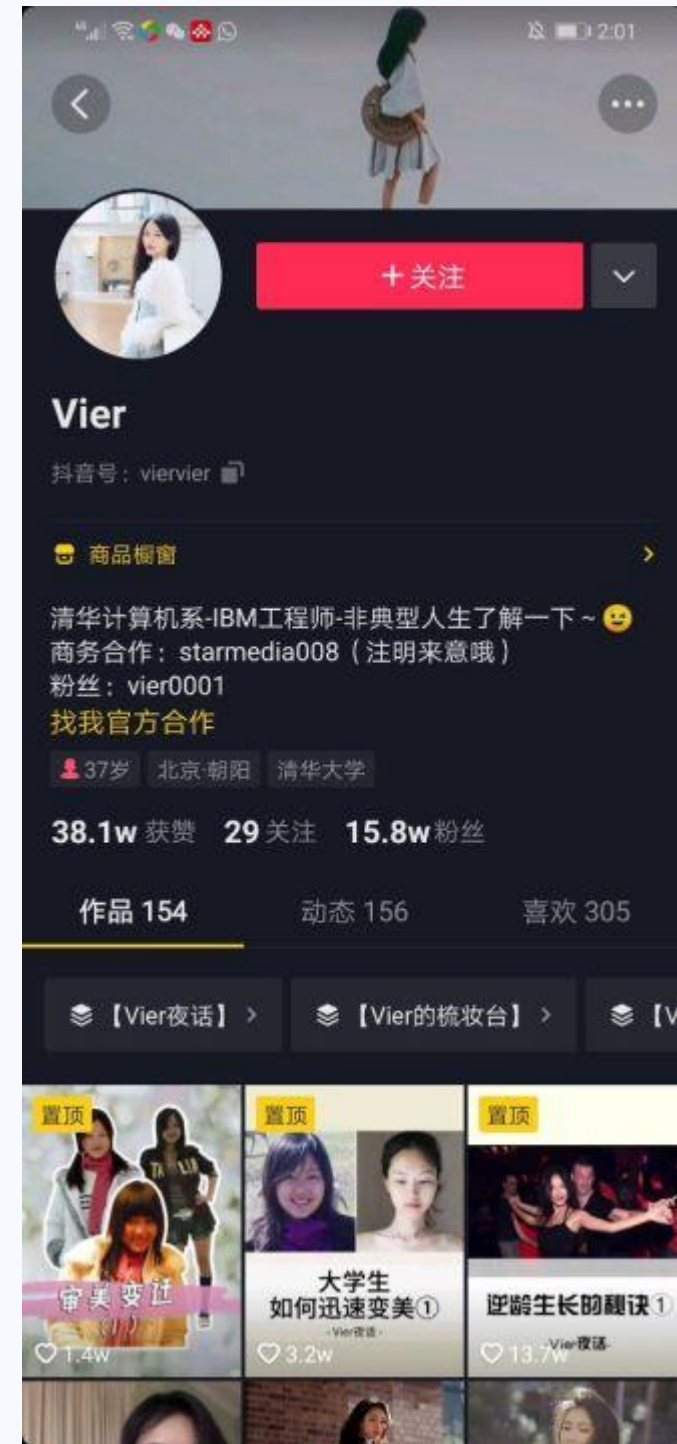 2:01
+ 关注
Vier
抖音号：viervier
商品橱窗
清华计算机系-IBM工程师-非典型人生了解一下～
商务合作：starmedia008（注明来意哦）
粉丝：vier0001
找我官方合作
37岁 北京·朝阳 清华大学
38.1w 获赞 29 关注 15.8w 粉丝
作品 154 动态 156 喜欢 305
【Vier夜话】 【Vier的梳妆台】 【V
置顶 置顶 置顶
审美变迁
(1)
1.4w
大学生
如何迅速变美①
-Vier夜话-
3.2w
逆龄生长的秘诀1
-Vier夜话-
13.7w